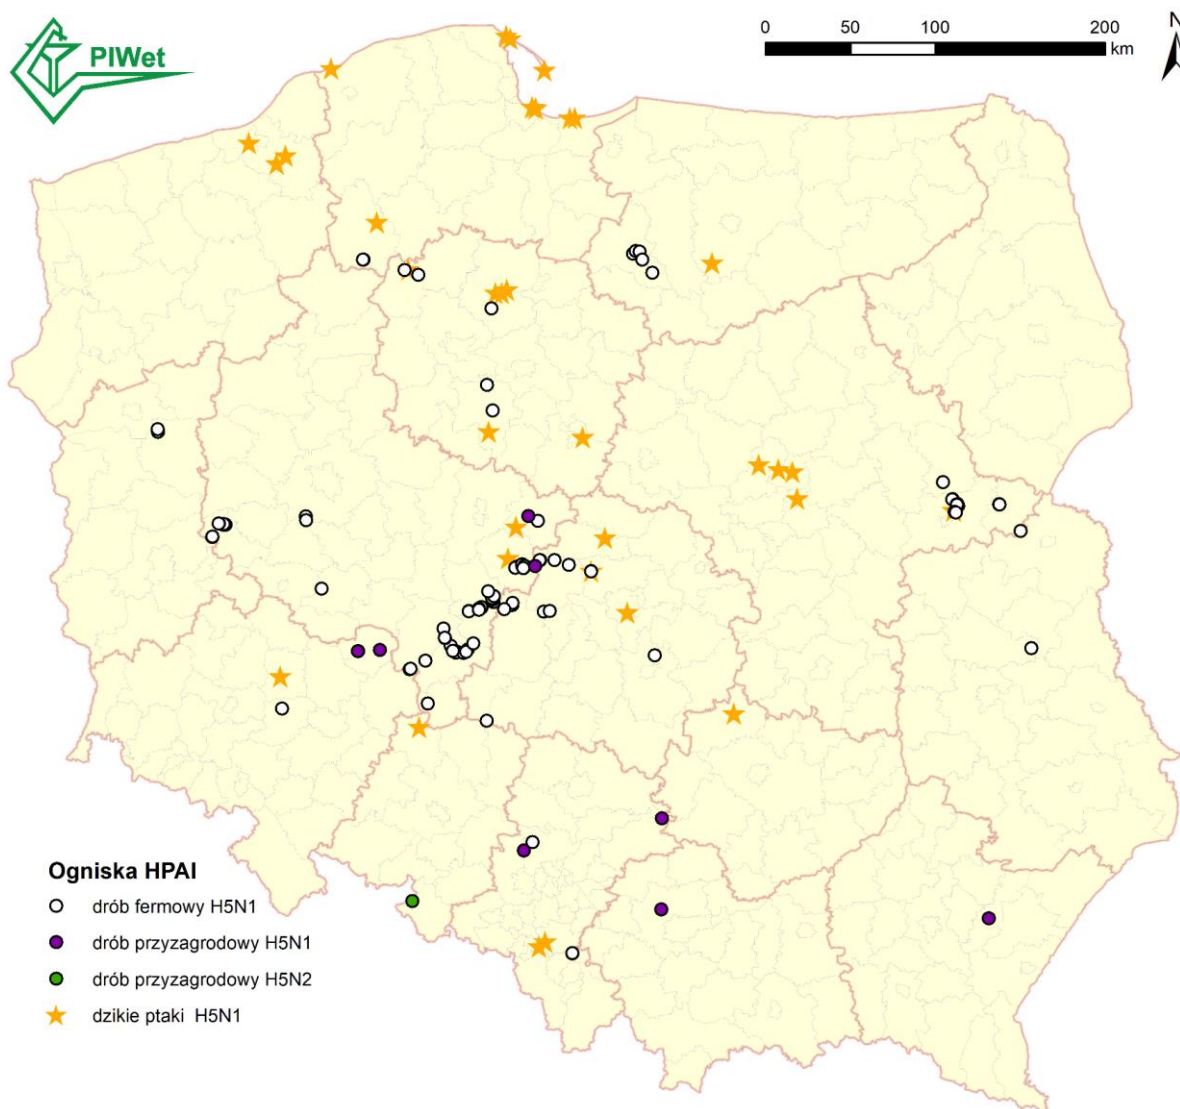 PIWet
0 50 100 200
km
N
Ogniska HPAI
drób fermowy H5N1
drób przyzagrodowy H5N1
drób przyzagrodowy H5N2
dzikie ptaki H5N1